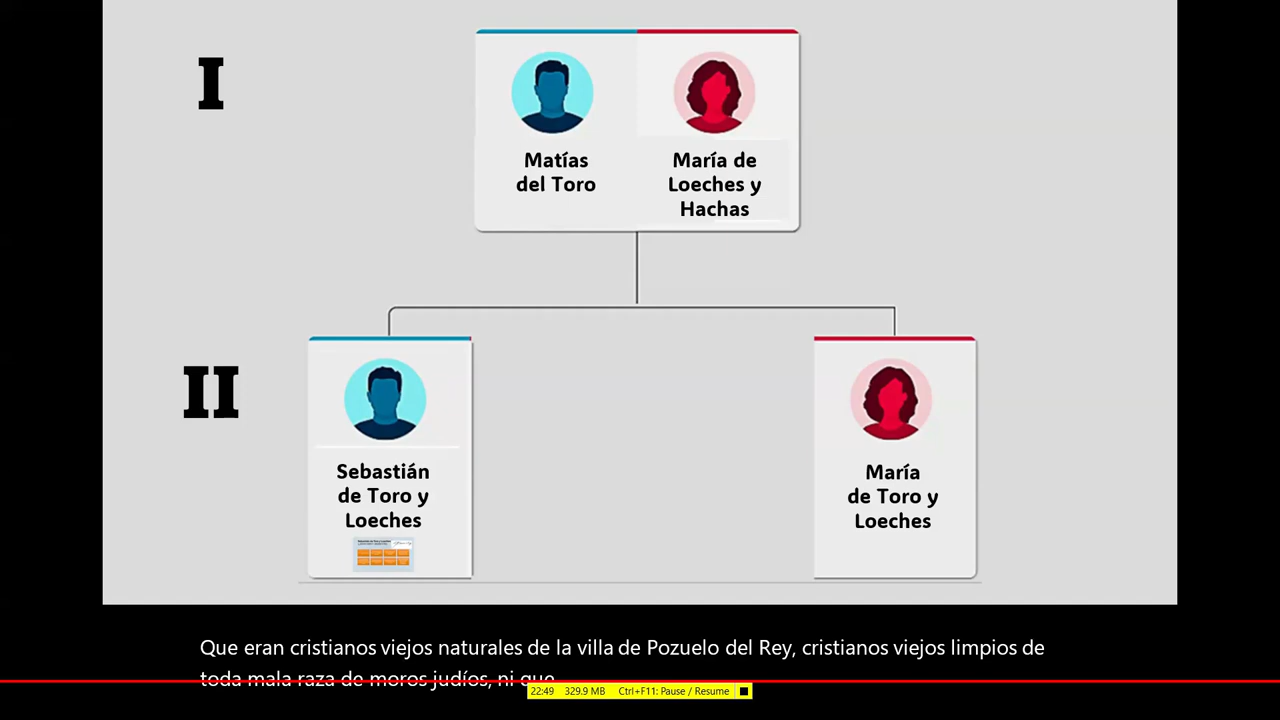 I
Matías
del Toro
María de
Loeches y
Hachas
II
Sebastián
de Toro y
Loeches
María
de Toro y
Loeches
Que eran cristianos viejos naturales de la villa de Pozuelo del Rey, cristianos viejos limpios de
toda mala raza de moros judíos, ni que
22:49 329.9 MB Ctrl+F11: Pause / Resume